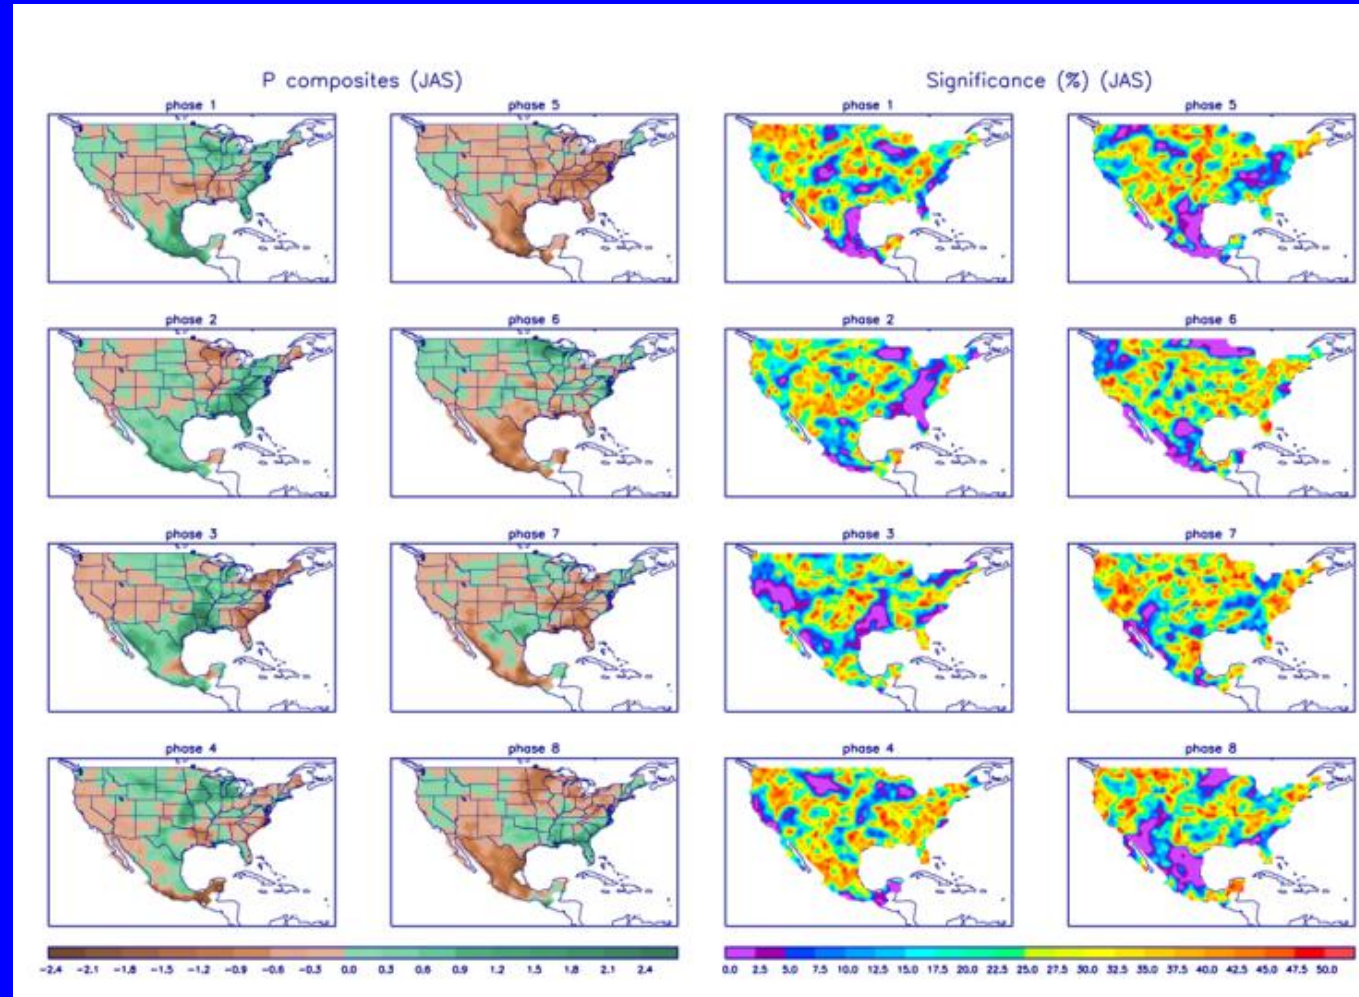 P composites (JAS)
Significance (%) (JAS)
phase 1
phase 5
phase 1
phase 5
phase 2
phase 6
phase 2
phase 6
phase 3
phase 7
phase 3
phase 7
phase 4
phase 8
phase 4
phase 8
-2.4 -2.1 -1.8 -1.5 -1.2 -0.9 -0.6 -0.3 0.0 0.3 0.6 0.9 1.2 1.5 1.8 2.1 2.4
0.0 2.5 5.0 7.5 10.0 12.5 15.0 17.5 20.0 22.5 25.0 27.5 30.0 32.5 35.0 37.5 40.0 42.5 45.0 47.5 50.0